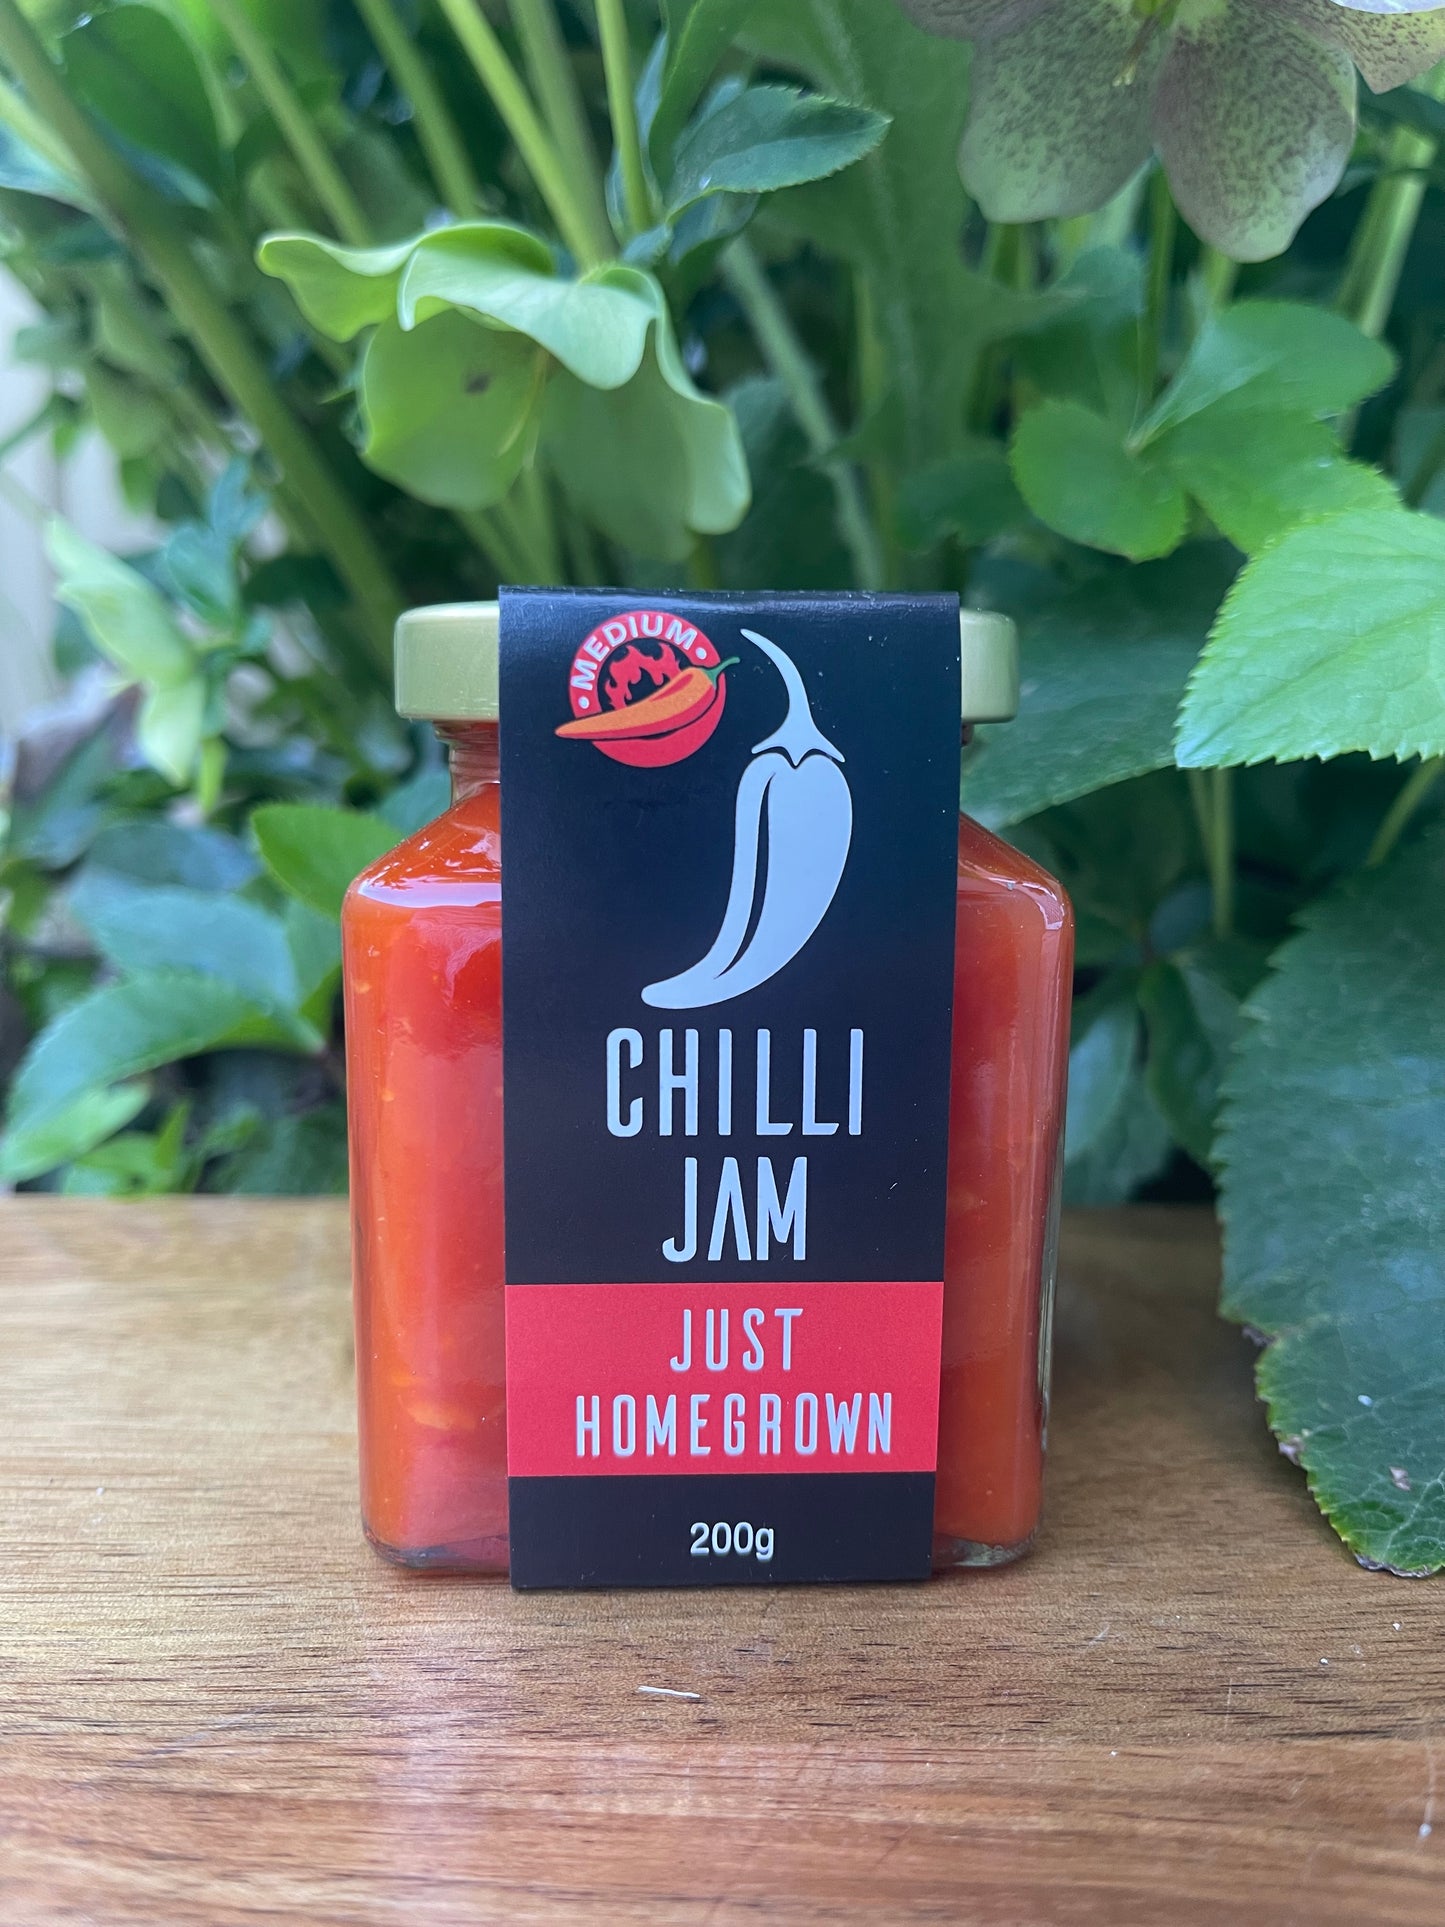 • MEDIUM •
CHILLI
JAM
JUST
HOMEGROWN
200g